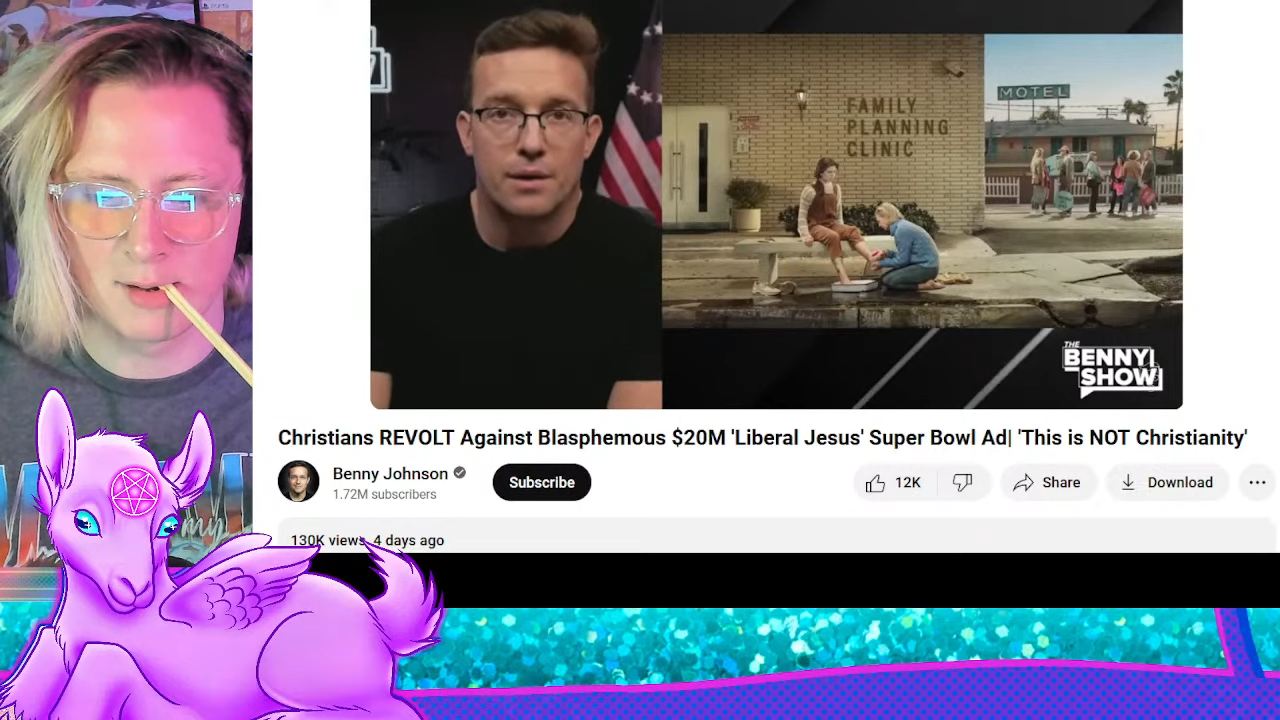 FAMILY
PLANNING
CLINIC
MOTEL
THE
BENNY
SHOW
Christians REVOLT Against Blasphemous $20M 'Liberal Jesus' Super Bowl Ad| 'This is NOT Christianity'
Benny Johnson
1.72M subscribers
Subscribe
12K
Share
Download
130K views 4 days ago